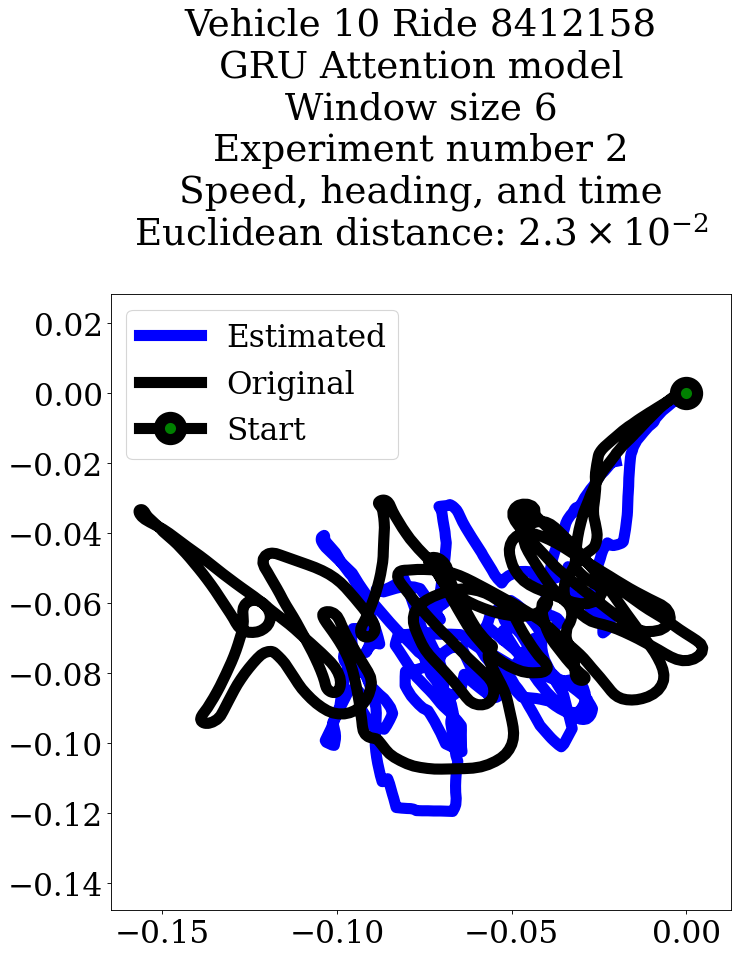 Vehicle 10 Ride 8412158
GRU Attention model
Window size 6
Experiment number 2
Speed, heading, and time
Euclidean distance: 2.3 × 10⁻²
Estimated
Original
Start
0.02
0.00
−0.02
−0.04
−0.06
−0.08
−0.10
−0.12
−0.14
−0.15
−0.10
−0.05
0.00